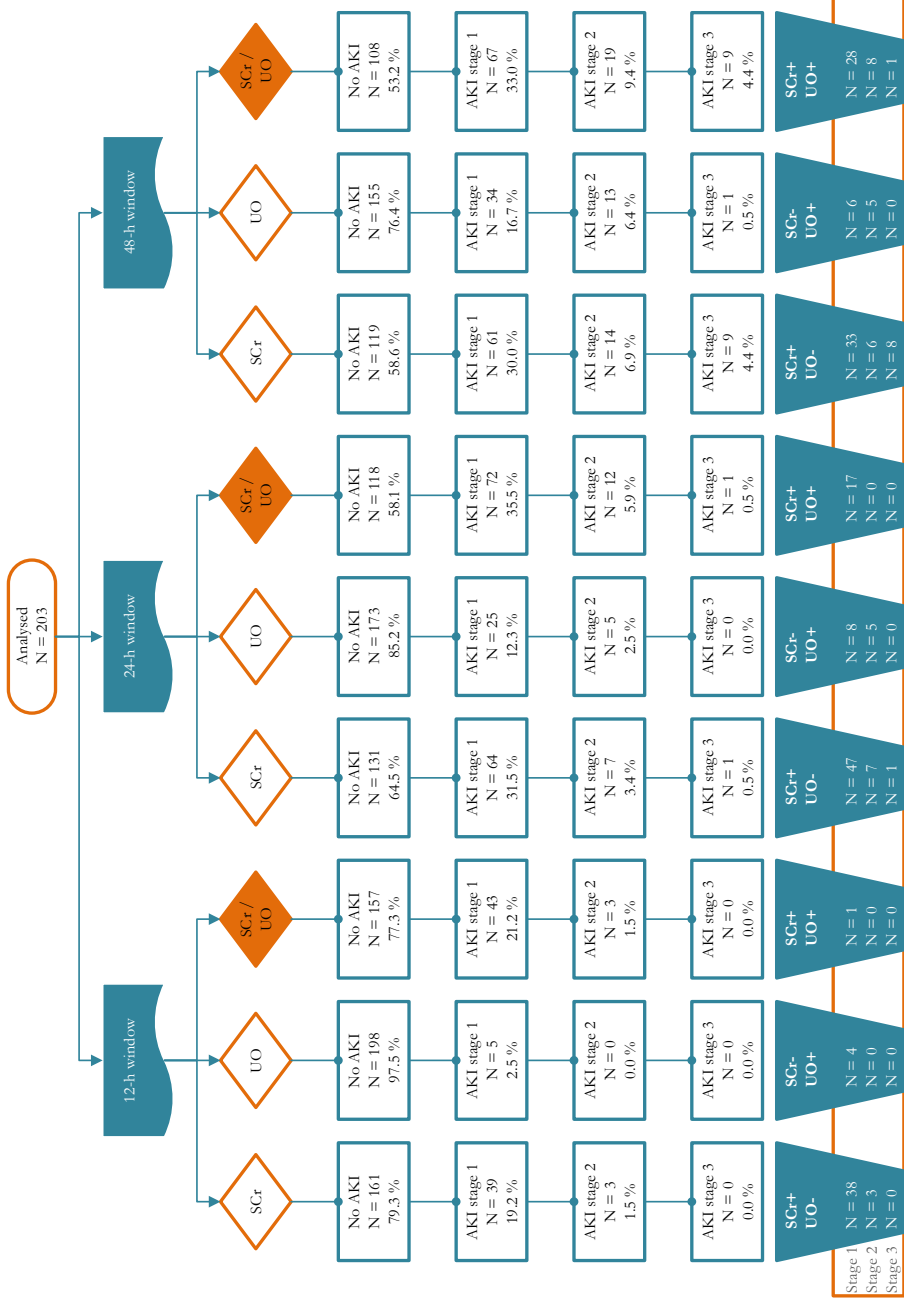 Analysed
N = 203
12-h window
24-h window
48-h window
SCr
UO
SCr /
UO
SCr
UO
SCr /
UO
SCr
UO
SCr /
UO
No AKI
N = 161
79.3 %
No AKI
N = 198
97.5 %
No AKI
N = 157
77.3 %
No AKI
N = 131
64.5 %
No AKI
N = 173
85.2 %
No AKI
N = 118
58.1 %
No AKI
N = 119
58.6 %
No AKI
N = 155
76.4 %
No AKI
N = 108
53.2 %
AKI stage 1
N = 39
19.2 %
AKI stage 1
N = 5
2.5 %
AKI stage 1
N = 43
21.2 %
AKI stage 1
N = 64
31.5 %
AKI stage 1
N = 25
12.3 %
AKI stage 1
N = 72
35.5 %
AKI stage 1
N = 61
30.0 %
AKI stage 1
N = 34
16.7 %
AKI stage 1
N = 67
33.0 %
AKI stage 2
N = 3
1.5 %
AKI stage 2
N = 0
0.0 %
AKI stage 2
N = 3
1.5 %
AKI stage 2
N = 7
3.4 %
AKI stage 2
N = 5
2.5 %
AKI stage 2
N = 12
5.9 %
AKI stage 2
N = 14
6.9 %
AKI stage 2
N = 13
6.4 %
AKI stage 2
N = 19
9.4 %
AKI stage 3
N = 0
0.0 %
AKI stage 3
N = 0
0.0 %
AKI stage 3
N = 0
0.0 %
AKI stage 3
N = 1
0.5 %
AKI stage 3
N = 0
0.0 %
AKI stage 3
N = 1
0.5 %
AKI stage 3
N = 9
4.4 %
AKI stage 3
N = 1
0.5 %
AKI stage 3
N = 9
4.4 %
SCr+
UO-
SCr-
UO+
SCr+
UO+
SCr+
UO-
SCr-
UO+
SCr+
UO+
SCr+
UO-
SCr-
UO+
SCr+
UO+
Stage 1 N = 38 N = 4 N = 1 N = 47 N = 8 N = 17 N = 33 N = 6 N = 28
Stage 2 N = 3 N = 0 N = 0 N = 7 N = 5 N = 0 N = 6 N = 5 N = 8
Stage 3 N = 0 N = 0 N = 0 N = 1 N = 0 N = 0 N = 8 N = 0 N = 1